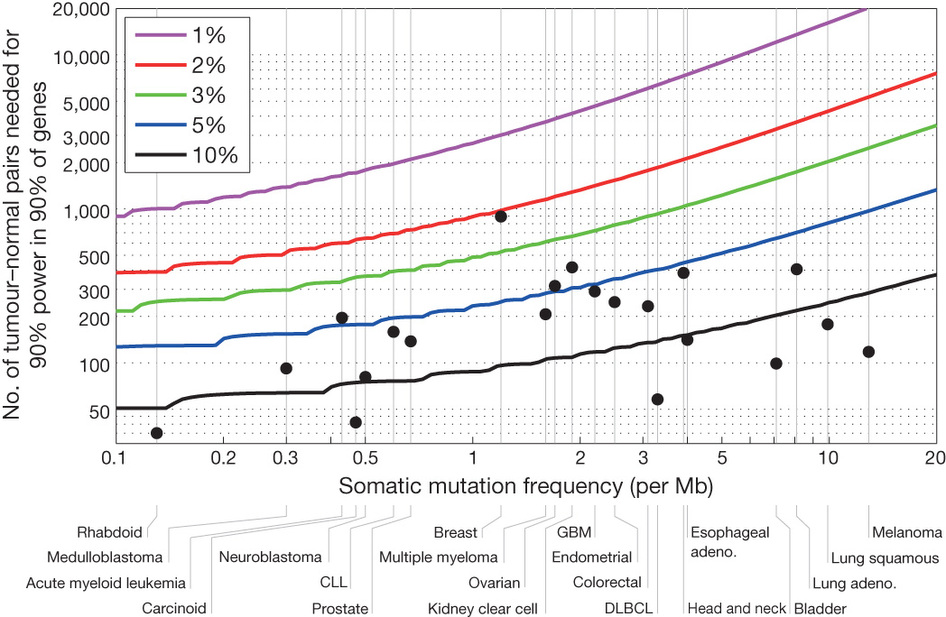 No. of tumour–normal pairs needed for
90% power in 90% of genes
20,000
10,000
5,000
3,000
2,000
1,000
500
300
200
100
50
1%
2%
3%
5%
10%
0.1 0.2 0.3 0.5 1 2 3 5 10 20
Somatic mutation frequency (per Mb)
Rhabdoid
Medulloblastoma
Acute myeloid leukemia
Carcinoid
Neuroblastoma
CLL
Prostate
Breast
Multiple myeloma
Ovarian
Kidney clear cell
GBM
Endometrial
Colorectal
DLBCL
Esophageal
adeno.
Head and neck
Melanoma
Lung squamous
Lung adeno.
Bladder